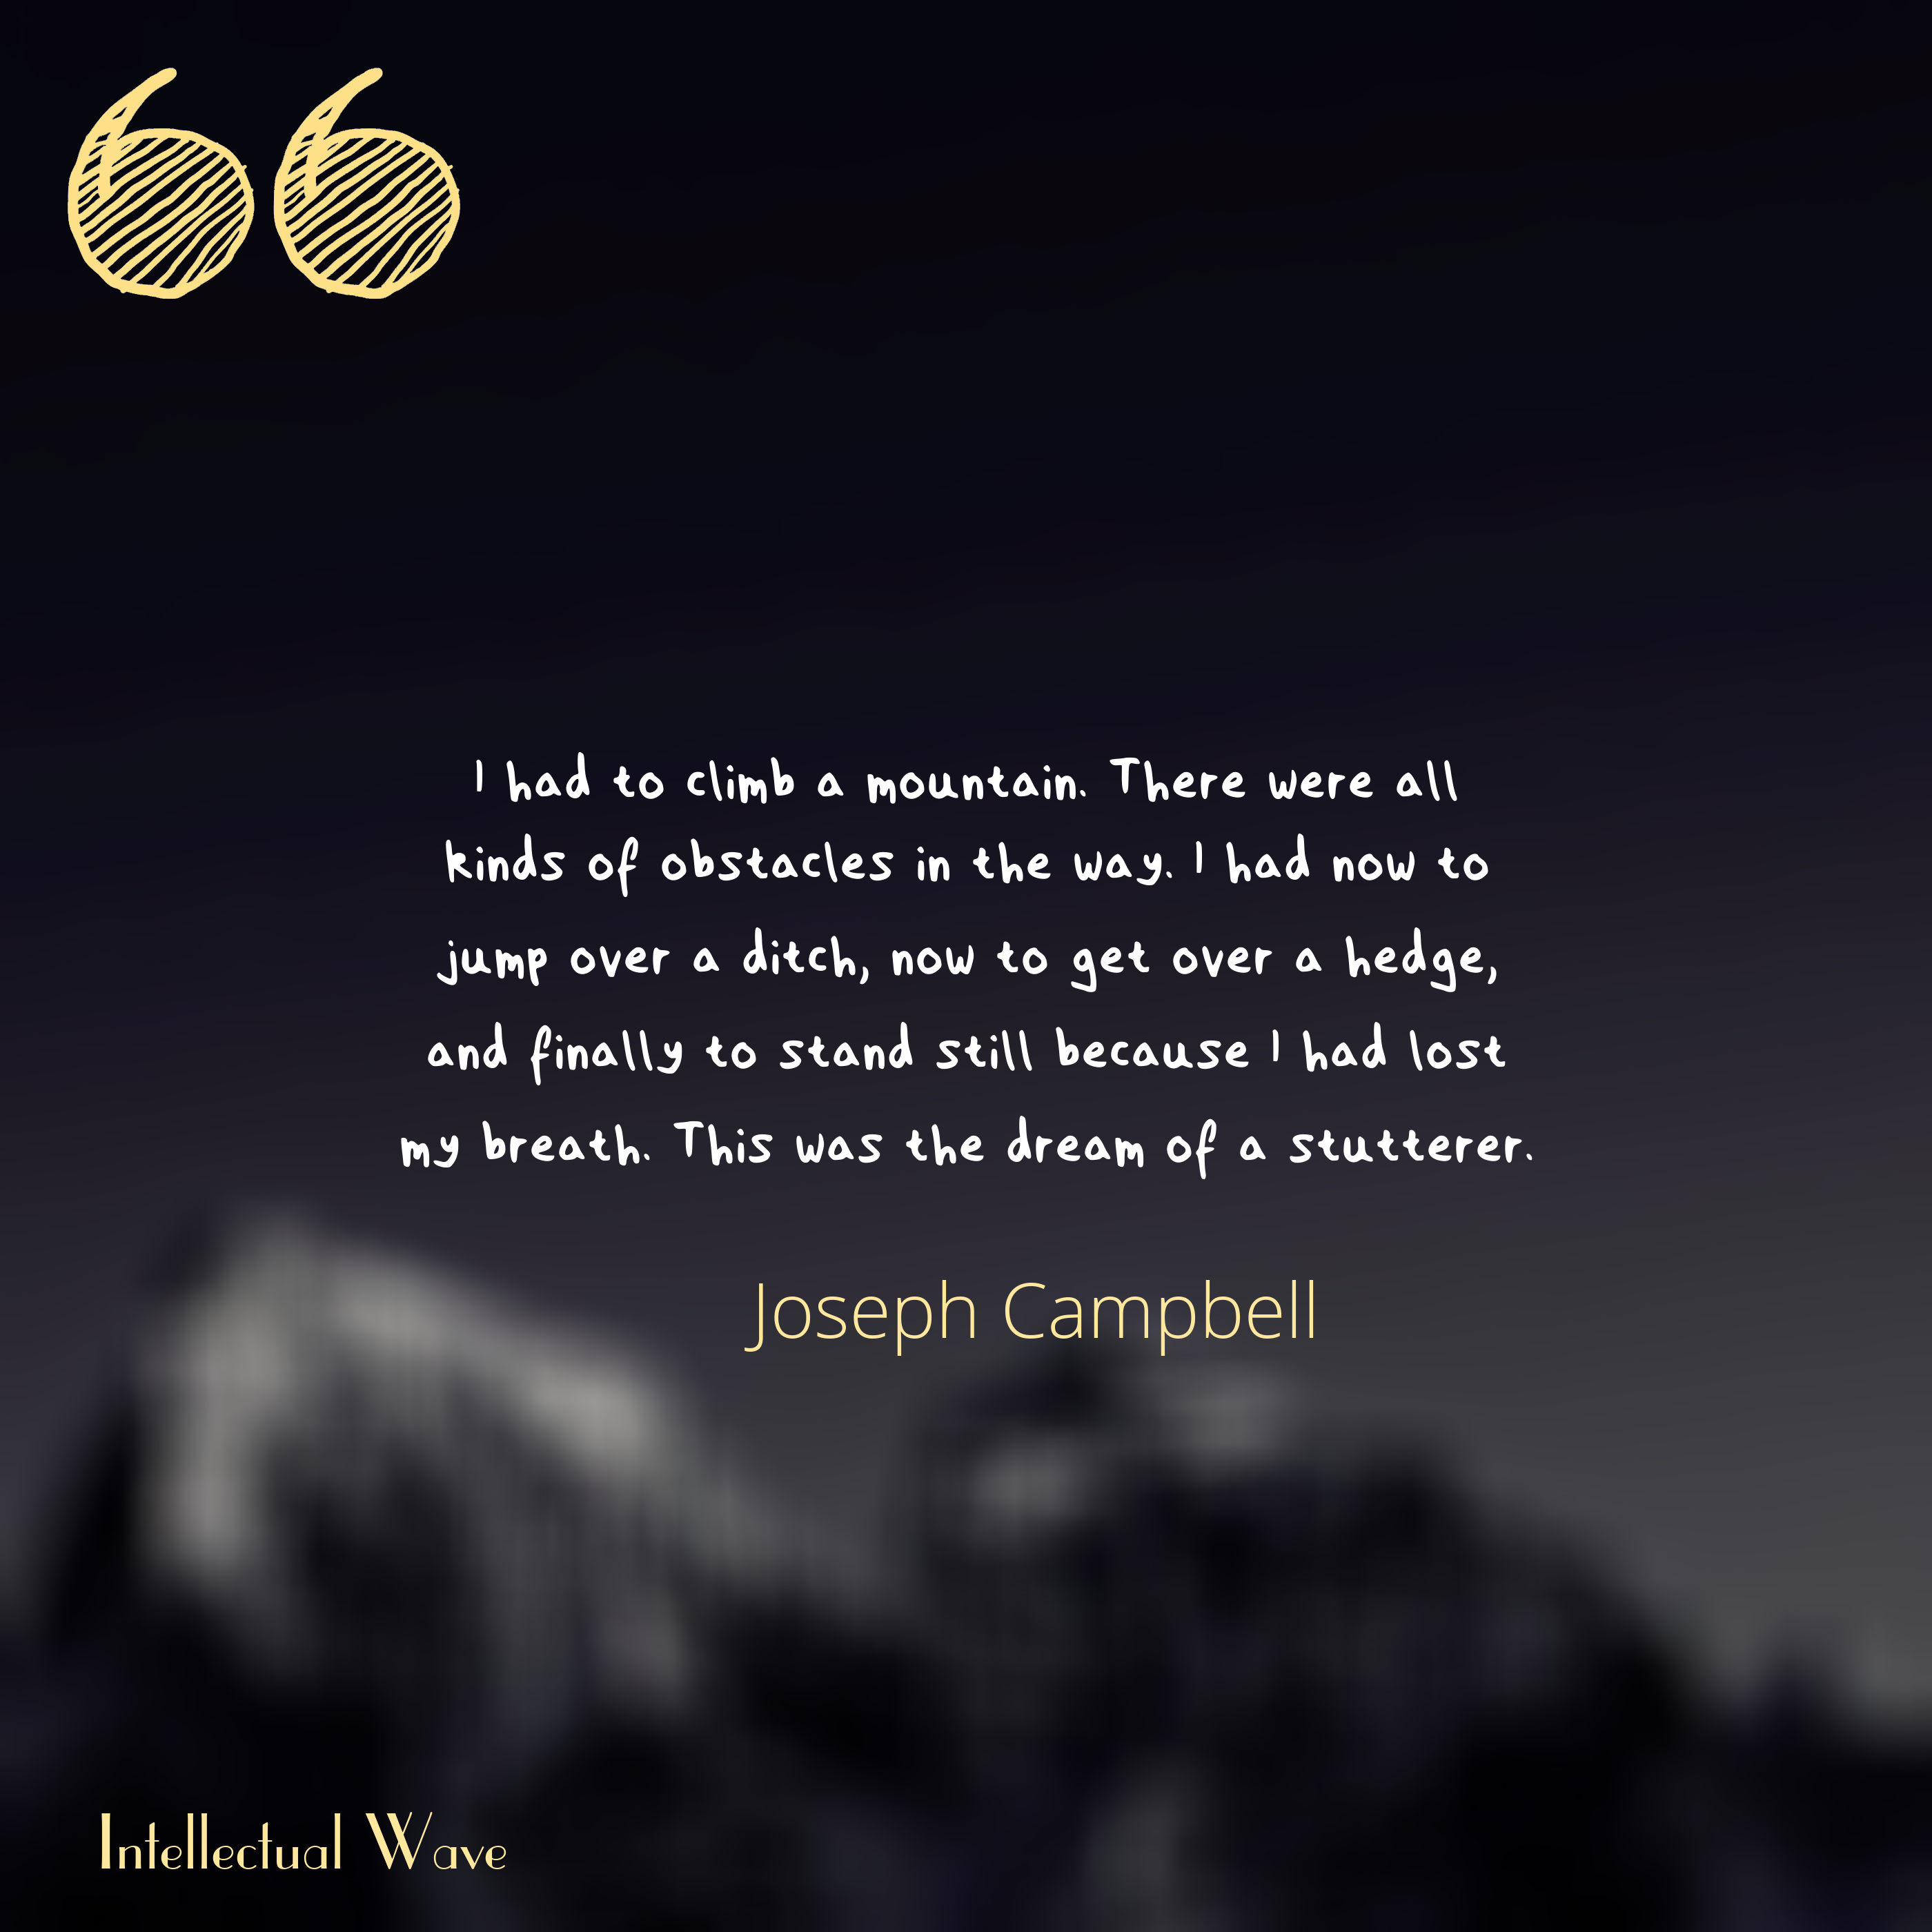 I had to climb a mountain. There were all
kinds of obstacles in the way. I had now to
jump over a ditch, now to get over a hedge,
and finally to stand still because I had lost
my breath. This was the dream of a stutterer.
Joseph Campbell
Intellectual Wave